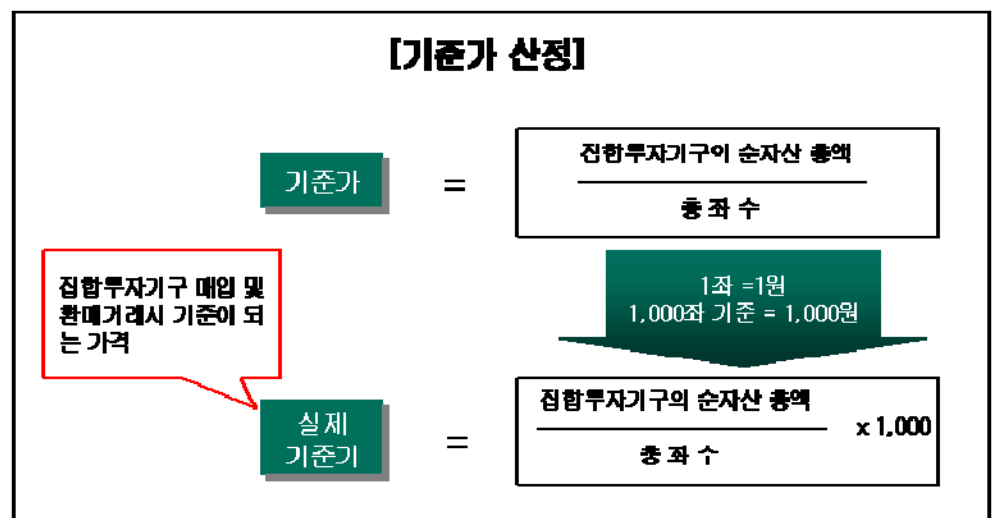 [기준가 산정]
기준가
=
집합투자기구이 순자산 총액
총 좌 수
1좌 =1원
1,000좌 기준 = 1,000원
집합투자기구 매입 및
환매거래시 기준이 되
는 가격
실제
기준기
=
집합투자기구의 순자산 총액
총 좌 수
x 1,000